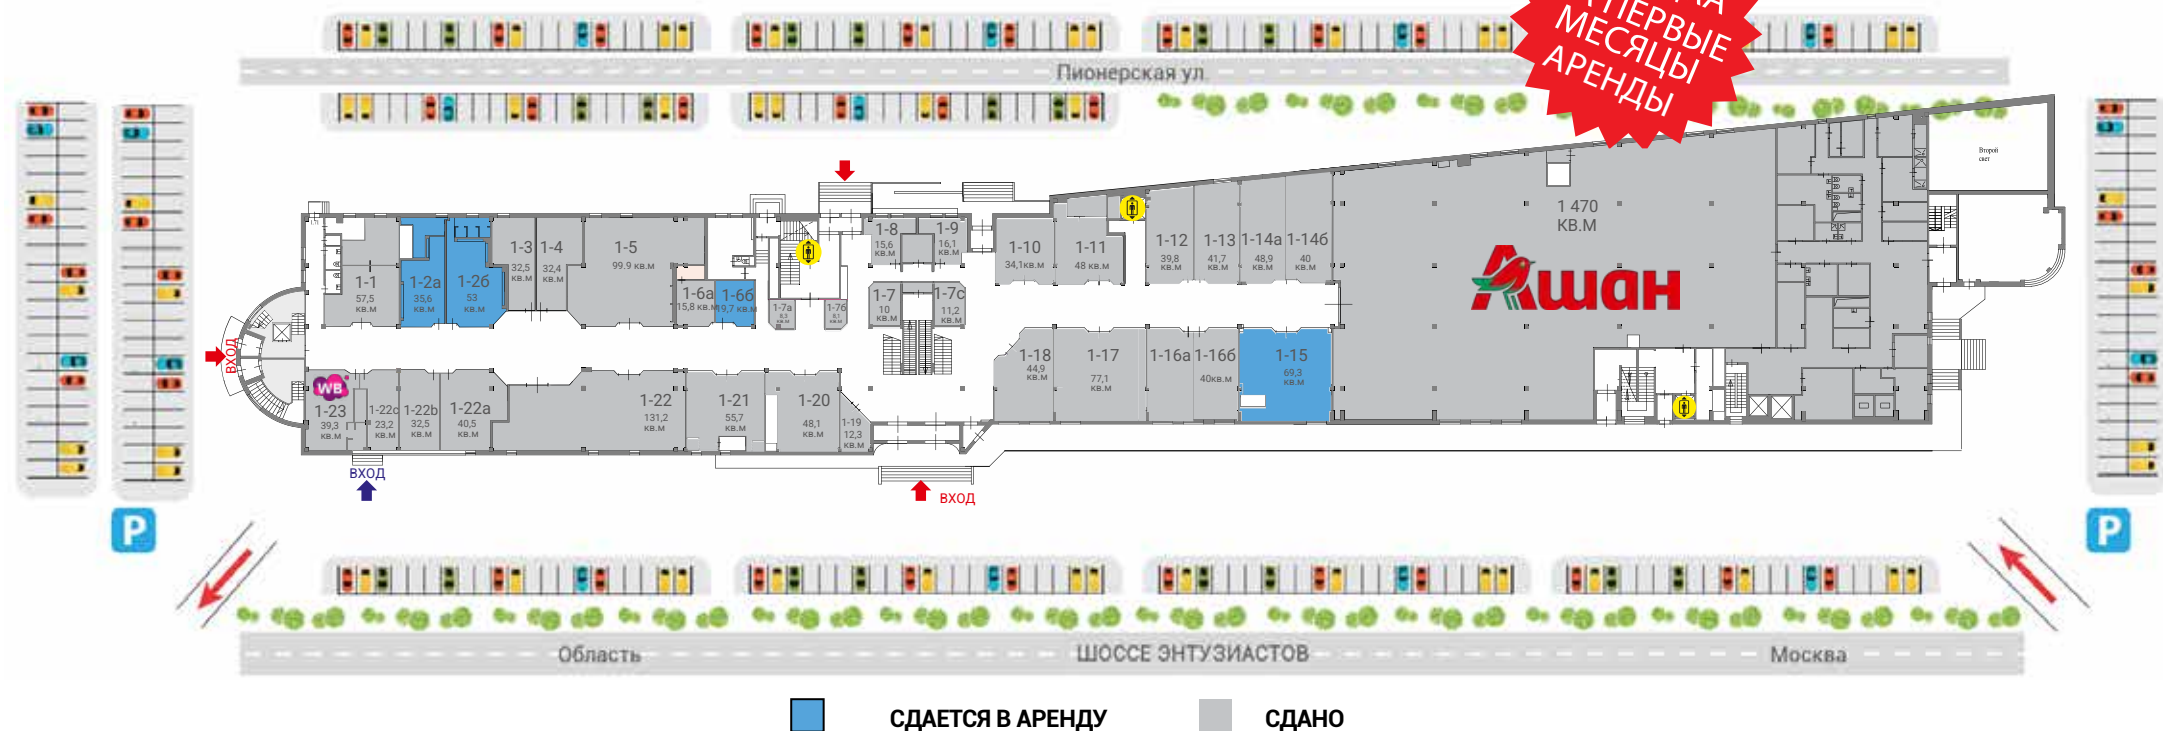 ПЕРВЫЕ
МЕСЯЦЫ
АРЕНДЫ
Пионерская ул.
Второй
свет
1 470
КВ.М
Ашан
1-1
57,5
КВ.М
1-2а
35,6
КВ.М
1-2б
53
КВ.М
1-3
32,5
КВ.М
1-4
32,4
КВ.М
1-5
99.9 КВ.М
1-6а
15,8 КВ.М
1-6б
19,7 КВ.М
1-7а
1-7б
1-8
15,6
КВ.М
1-9
16,1
КВ.М
1-7
10
КВ.М
1-7с
11,2
КВ.М
1-10
34,1КВ.М
1-11
48 КВ.М
1-12
39,8
КВ.М
1-13
41,7
КВ.М
1-14а
48,9
КВ.М
1-14б
40
КВ.М
ВХОД
WB
1-23
39,3
КВ.М
1-22c
23,2
КВ.М
1-22b
32,5
КВ.М
1-22a
40,5
КВ.М
1-22
131,2
КВ.М
1-21
55,7
КВ.М
1-20
48,1
КВ.М
1-19
12,3
КВ.М
1-18
44,9
КВ.М
1-17
77,1
КВ.М
1-16а
1-16б
40КВ.М
1-15
69,3
КВ.М
ВХОД
ВХОД
P
P
Область
ШОССЕ ЭНТУЗИАСТОВ
Москва
СДАЕТСЯ В АРЕНДУ
СДАНО